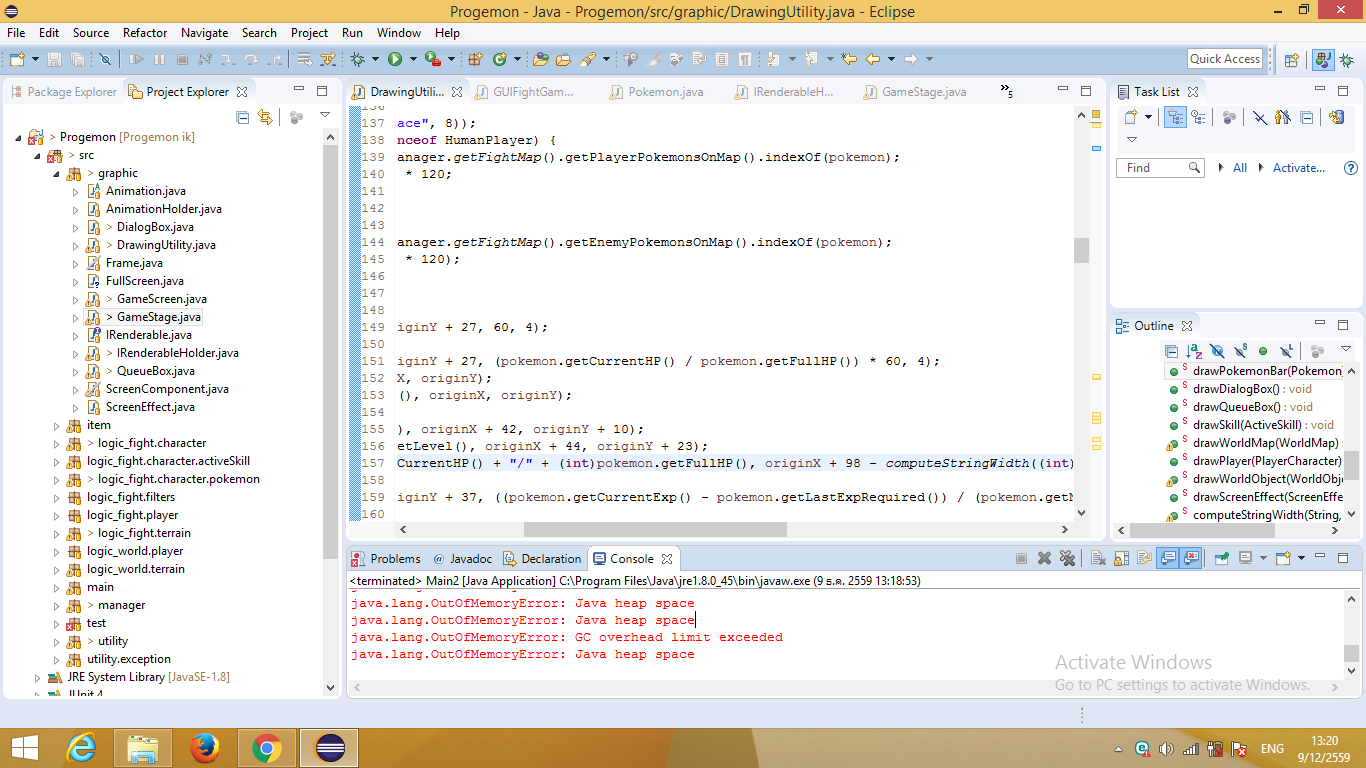 Progemon - Java - Progemon/src/graphic/DrawingUtility.java - Eclipse
File Edit Source Refactor Navigate Search Project Run Window Help
Quick Access
Package Explorer Project Explorer
Progemon [Progemon ik]
> src
> graphic
Animation.java
AnimationHolder.java
> DialogBox.java
> DrawingUtility.java
Frame.java
FullScreen.java
> GameScreen.java
> GameStage.java
IRenderable.java
> IRenderableHolder.java
> QueueBox.java
ScreenComponent.java
ScreenEffect.java
item
> logic_fight.character
logic_fight.character.activeSkill
> logic_fight.character.pokemon
logic_fight.filters
logic_fight.player
> logic_fight.terrain
logic_world.player
logic_world.terrain
main
> manager
test
> utility
utility.exception
JRE System Library [JavaSE-1.8]
JUnit 4
DrawingUtili... GUIFightGam... Pokemon.java IRenderableH... GameStage.java »5
136
137 ace", 8));
138 nceof HumanPlayer) {
139 anager.getFightMap().getPlayerPokemonsOnMap().indexOf(pokemon);
140 * 120;
141
142
143
144 anager.getFightMap().getEnemyPokemonsOnMap().indexOf(pokemon);
145 * 120);
146
147
148
149 iginY + 27, 60, 4);
150
151 iginY + 27, (pokemon.getCurrentHP() / pokemon.getFullHP()) * 60, 4);
152 X, originY);
153 (), originX, originY);
154
155 ), originX + 42, originY + 10);
156 etLevel(), originX + 44, originY + 23);
157 CurrentHP() + "/" + (int)pokemon.getFullHP(), originX + 98 - computeStringWidth((int)
158
159 iginY + 37, ((pokemon.getCurrentExp() - pokemon.getLastExpRequired()) / (pokemon.getN
160
Task List
Find All Activate...
Outline
drawPokemonBar(Pokemon)
drawDialogBox() : void
drawQueueBox() : void
drawSkill(ActiveSkill) : void
drawWorldMap(WorldMap) :
drawPlayer(PlayerCharacter)
drawWorldObject(WorldObj
drawScreenEffect(ScreenEffe
computeStringWidth(String,
Problems @ Javadoc Declaration Console
<terminated> Main2 [Java Application] C:\Program Files\Java\jre1.8.0_45\bin\javaw.exe (9 ธ.ค. 2559 13:18:53)
java.lang.OutOfMemoryError: Java heap space
java.lang.OutOfMemoryError: Java heap space
java.lang.OutOfMemoryError: GC overhead limit exceeded
java.lang.OutOfMemoryError: Java heap space
Activate Windows
Go to PC settings to activate Windows.
ENG
13:20
9/12/2559